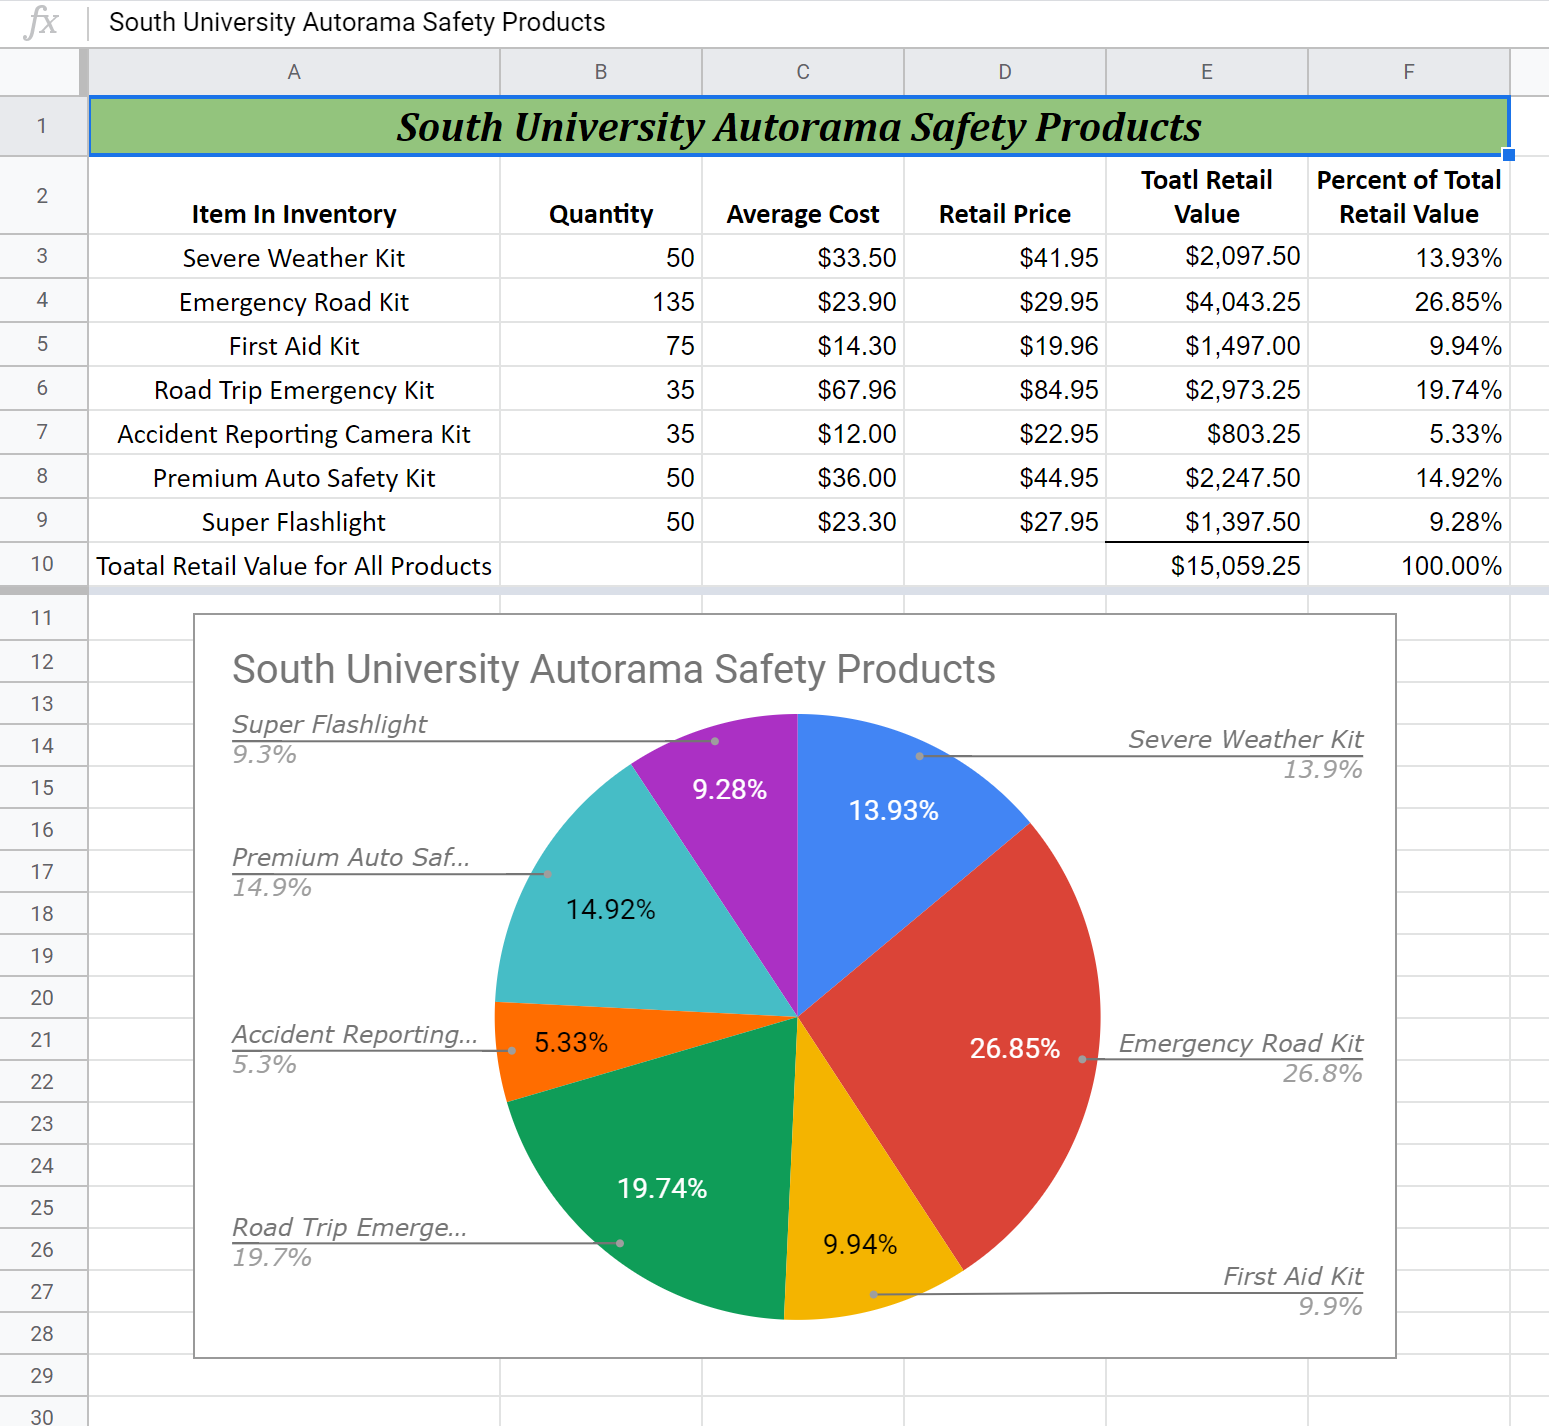 fx South University Autorama Safety Products
A B C D E F
1 South University Autorama Safety Products
2 Item In Inventory Quantity Average Cost Retail Price Toatl Retail Value Percent of Total Retail Value
3 Severe Weather Kit 50 $33.50 $41.95 $2,097.50 13.93%
4 Emergency Road Kit 135 $23.90 $29.95 $4,043.25 26.85%
5 First Aid Kit 75 $14.30 $19.96 $1,497.00 9.94%
6 Road Trip Emergency Kit 35 $67.96 $84.95 $2,973.25 19.74%
7 Accident Reporting Camera Kit 35 $12.00 $22.95 $803.25 5.33%
8 Premium Auto Safety Kit 50 $36.00 $44.95 $2,247.50 14.92%
9 Super Flashlight 50 $23.30 $27.95 $1,397.50 9.28%
10 Toatal Retail Value for All Products $15,059.25 100.00%
11
12
13
14
15
16
17
18
19
20
21
22
23
24
25
26
27
28
29
30
South University Autorama Safety Products
Super Flashlight
9.3%
Severe Weather Kit
13.9%
9.28%
13.93%
Premium Auto Saf...
14.9%
14.92%
Accident Reporting...
5.3%
5.33%
26.85%
Emergency Road Kit
26.8%
19.74%
Road Trip Emerge...
19.7%
9.94%
First Aid Kit
9.9%